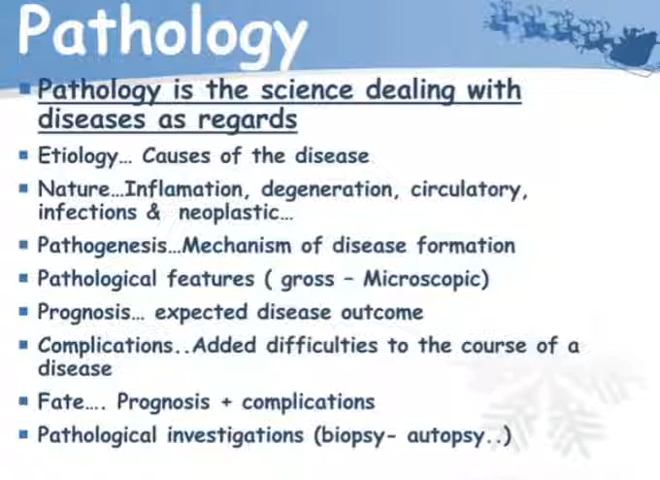 Pathology
Pathology is the science dealing with
diseases as regards
Etiology... Causes of the disease
Nature...Inflamation, degeneration, circulatory,
infections & neoplastic...
Pathogenesis...Mechanism of disease formation
Pathological features ( gross - Microscopic)
Prognosis... expected disease outcome
Complications..Added difficulties to the course of a
disease
Fate.... Prognosis + complications
Pathological investigations (biopsy- autopsy..)